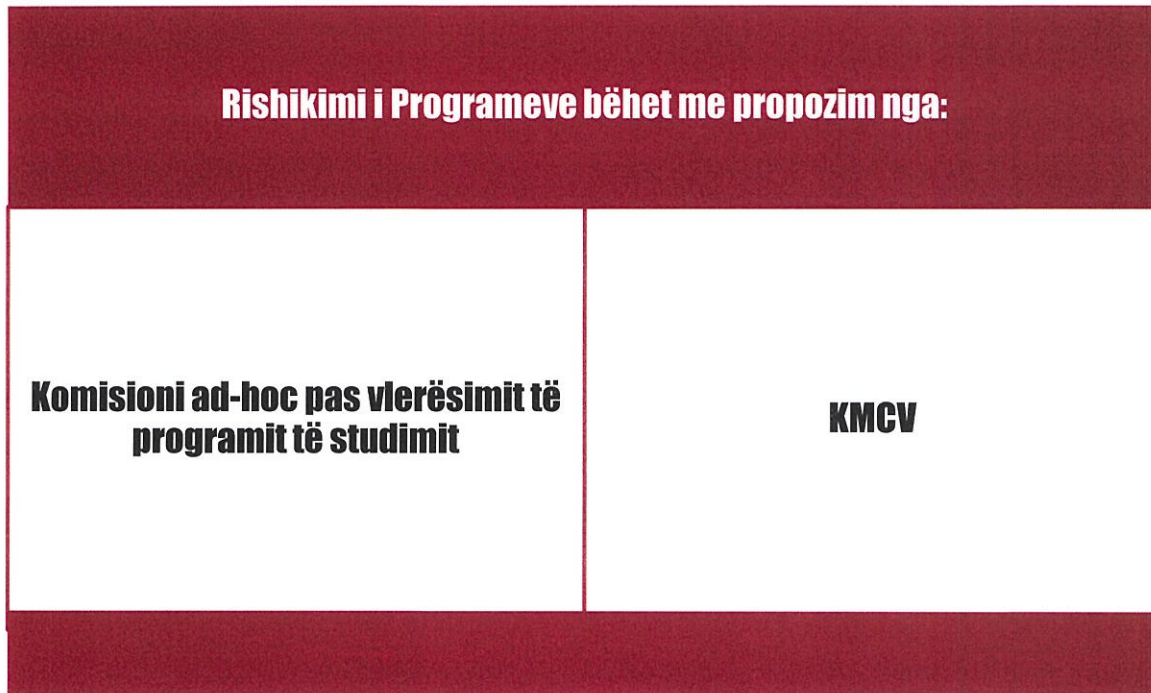 Rishikimi i Programeve bëhet me propozim nga:
Komisioni ad-hoc pas vlerësimit të
programit të studimit
KMCV